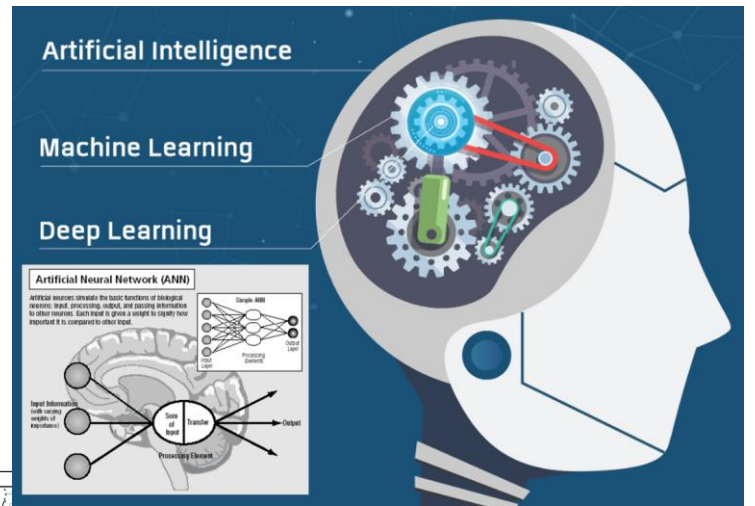 Artificial Intelligence
Machine Learning
Deep Learning
Artificial Neural Network (ANN)
Artificial neurons simulate the basic functions of biological
neurons: input, processing, output, and passing information
to other neurons. Each input is given a weight to signify how
important it is compared to other input.
Simple ANN
Input
Layer
Processing
Elements
Output
Layer
Input Information
(with varying
weights of
importance)
Sum
of
Input
Transfer
Output
Processing Element